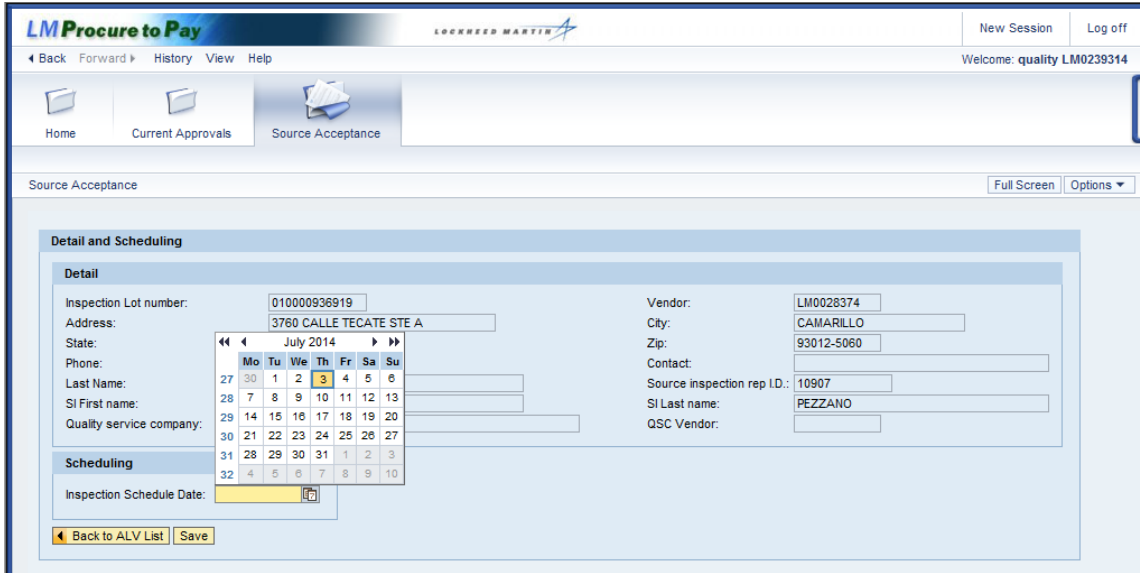 LM Procure to Pay
LOCKHEED MARTIN
New Session Log off
Back Forward History View Help
Welcome: quality LM0239314
Home Current Approvals Source Acceptance
Source Acceptance
Full Screen Options
Detail and Scheduling
Detail
Inspection Lot number: 010000936919 Vendor: LM0028374
Address: 3760 CALLE TECATE STE A City: CAMARILLO
State: Zip: 93012-5060
Phone: Contact:
Last Name: Source inspection rep I.D.: 10907
SI First name: SI Last name: PEZZANO
Quality service company: QSC Vendor:
July 2014
Mo Tu We Th Fr Sa Su
27 30 1 2 3 4 5 6
28 7 8 9 10 11 12 13
29 14 15 16 17 18 19 20
30 21 22 23 24 25 26 27
31 28 29 30 31 1 2 3
32 4 5 6 7 8 9 10
Scheduling
Inspection Schedule Date:
Back to ALV List Save